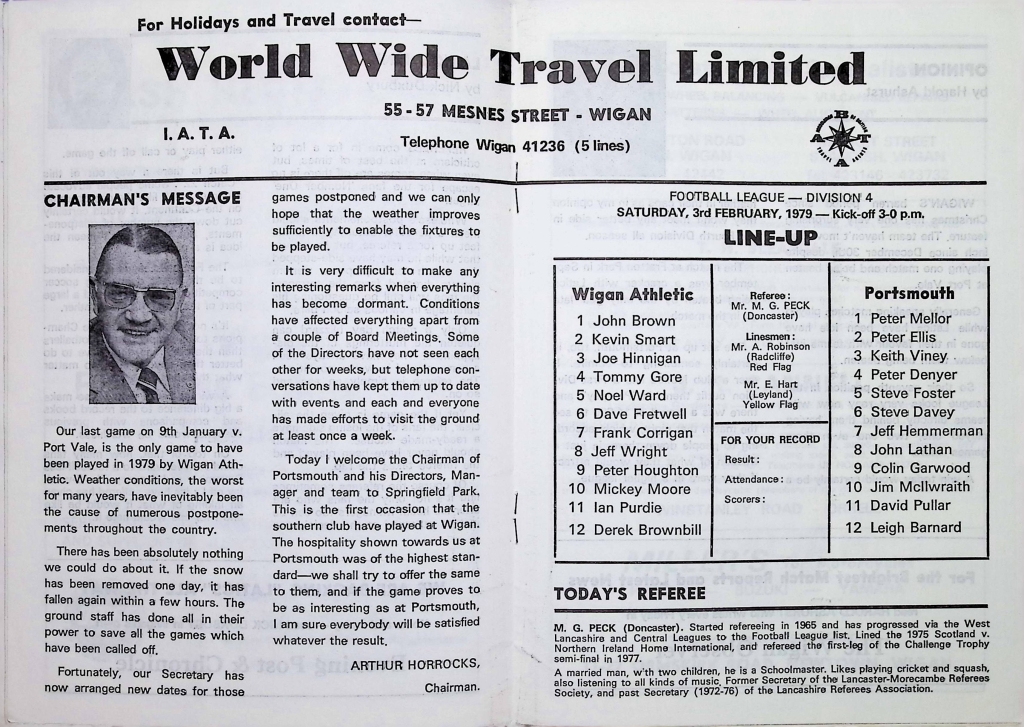 For Holidays and Travel contact—
World Wide Travel Limited
55-57 MESNES STREET - WIGAN
I. A. T. A.
Telephone Wigan 41236 (5 lines)
CHAIRMAN'S MESSAGE
Our last game on 9th January v.
Port Vale, is the only game to have
been played in 1979 by Wigan Ath-
letic. Weather conditions, the worst
for many years, have inevitably been
the cause of numerous postpone-
ments throughout the country.
There has been absolutely nothing
we could do about it. If the snow
has been removed one day, it has
fallen again within a few hours. The
ground staff has done all in their
power to save all the games which
have been called off.
Fortunately, our Secretary has
now arranged new dates for those
games postponed and we can only
hope that the weather improves
sufficiently to enable the fixtures to
be played.
It is very difficult to make any
interesting remarks when everything
has become dormant. Conditions
have affected everything apart from
a couple of Board Meetings. Some
of the Directors have not seen each
other for weeks, but telephone con-
versations have kept them up to date
with events and each and everyone
has made efforts to visit the ground
at least once a week.
Today I welcome the Chairman of
Portsmouth and his Directors, Man-
ager and team to Springfield Park.
This is the first occasion that the
southern club have played at Wigan.
The hospitality shown towards us at
Portsmouth was of the highest stan-
dard—we shall try to offer the same
to them, and if the game proves to
be as interesting as at Portsmouth,
I am sure everybody will be satisfied
whatever the result.
ARTHUR HORROCKS,
Chairman.
FOOTBALL LEAGUE — DIVISION 4
SATURDAY, 3rd FEBRUARY, 1979 — Kick-off 3-0 p.m.
LINE-UP
Wigan Athletic
1 John Brown
2 Kevin Smart
3 Joe Hinnigan
4 Tommy Gore
5 Noel Ward
6 Dave Fretwell
7 Frank Corrigan
8 Jeff Wright
9 Peter Houghton
10 Mickey Moore
11 Ian Purdie
12 Derek Brownbill
Referee:
Mr. M. G. PECK
(Doncaster)
Linesmen:
Mr. A. Robinson
(Radcliffe)
Red Flag
Mr. E. Hart
(Leyland)
Yellow Flag
FOR YOUR RECORD
Result:
Attendance:
Scorers:
Portsmouth
1 Peter Mellor
2 Peter Ellis
3 Keith Viney
4 Peter Denyer
5 Steve Foster
6 Steve Davey
7 Jeff Hemmerman
8 John Lathan
9 Colin Garwood
10 Jim McIlwraith
11 David Pullar
12 Leigh Barnard
TODAY'S REFEREE
M. G. PECK (Doncaster). Started refereeing in 1965 and has progressed via the West
Lancashire and Central Leagues to the Football League list. Lined the 1975 Scotland v.
Northern Ireland Home International, and refereed the first-leg of the Challenge Trophy
semi-final in 1977.
A married man, w'th two children, he is a Schoolmaster. Likes playing cricket and squash,
also listening to all kinds of music. Former Secretary of the Lancaster-Morecambe Referees
Society, and past Secretary (1972-76) of the Lancashire Referees Association.